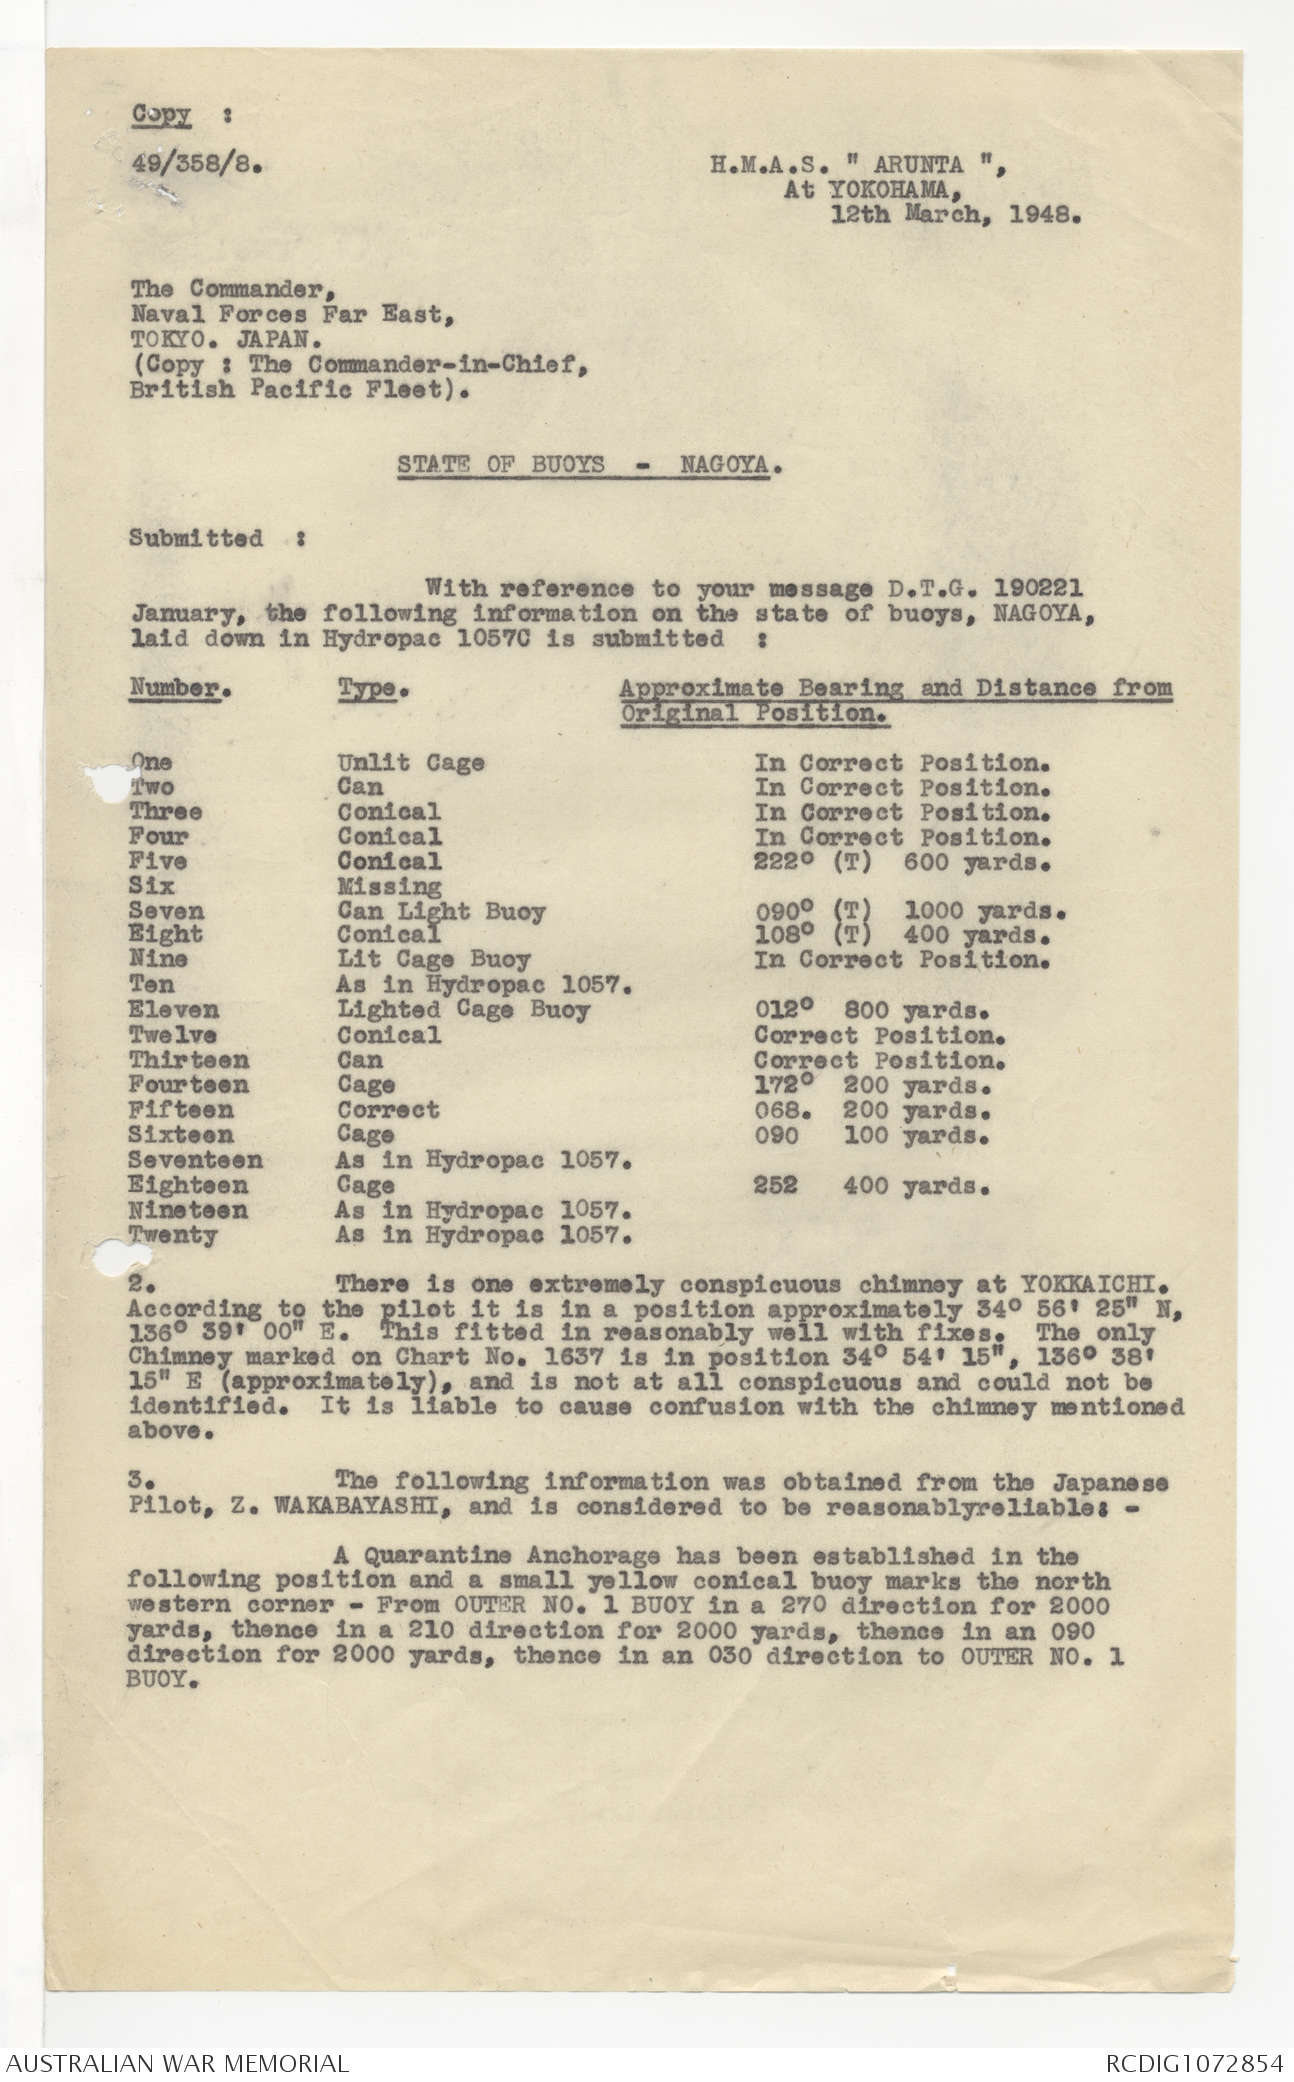 Copy :
49/358/8.
H.M.A.S. " ARUNTA ",
At YOKOHAMA,
12th March, 1948.
The Commander,
Naval Forces Far East,
TOKYO. JAPAN.
(Copy : The Commander-in-Chief,
British Pacific Fleet).
STATE OF BUOYS - NAGOYA.
Submitted :
With reference to your message D.T.G. 190221
January, the following information on the state of buoys, NAGOYA,
laid down in Hydropac 1057C is submitted :
Number. Type. Approximate Bearing and Distance from
Original Position.
One Unlit Cage In Correct Position.
Two Can In Correct Position.
Three Conical In Correct Position.
Four Conical In Correct Position.
Five Conical 222° (T) 600 yards.
Six Missing
Seven Can Light Buoy 090° (T) 1000 yards.
Eight Conical 108° (T) 400 yards.
Nine Lit Cage Buoy In Correct Position.
Ten As in Hydropac 1057.
Eleven Lighted Cage Buoy 012° 800 yards.
Twelve Conical Correct Position.
Thirteen Can Correct Position.
Fourteen Cage 172° 200 yards.
Fifteen Correct 068. 200 yards.
Sixteen Cage 090 100 yards.
Seventeen As in Hydropac 1057.
Eighteen Cage 252 400 yards.
Nineteen As in Hydropac 1057.
Twenty As in Hydropac 1057.
2. There is one extremely conspicuous chimney at YOKKAICHI.
According to the pilot it is in a position approximately 34° 56' 25" N,
136° 39' 00" E. This fitted in reasonably well with fixes. The only
Chimney marked on Chart No. 1637 is in position 34° 54' 15", 136° 38'
15" E (approximately), and is not at all conspicuous and could not be
identified. It is liable to cause confusion with the chimney mentioned
above.
3. The following information was obtained from the Japanese
Pilot, Z. WAKABAYASHI, and is considered to be reasonablyreliable: -
A Quarantine Anchorage has been established in the
following position and a small yellow conical buoy marks the north
western corner - From OUTER NO. 1 BUOY in a 270 direction for 2000
yards, thence in a 210 direction for 2000 yards, thence in an 090
direction for 2000 yards, thence in an 030 direction to OUTER NO. 1
BUOY.
AUSTRALIAN WAR MEMORIAL
RCDIG1072854